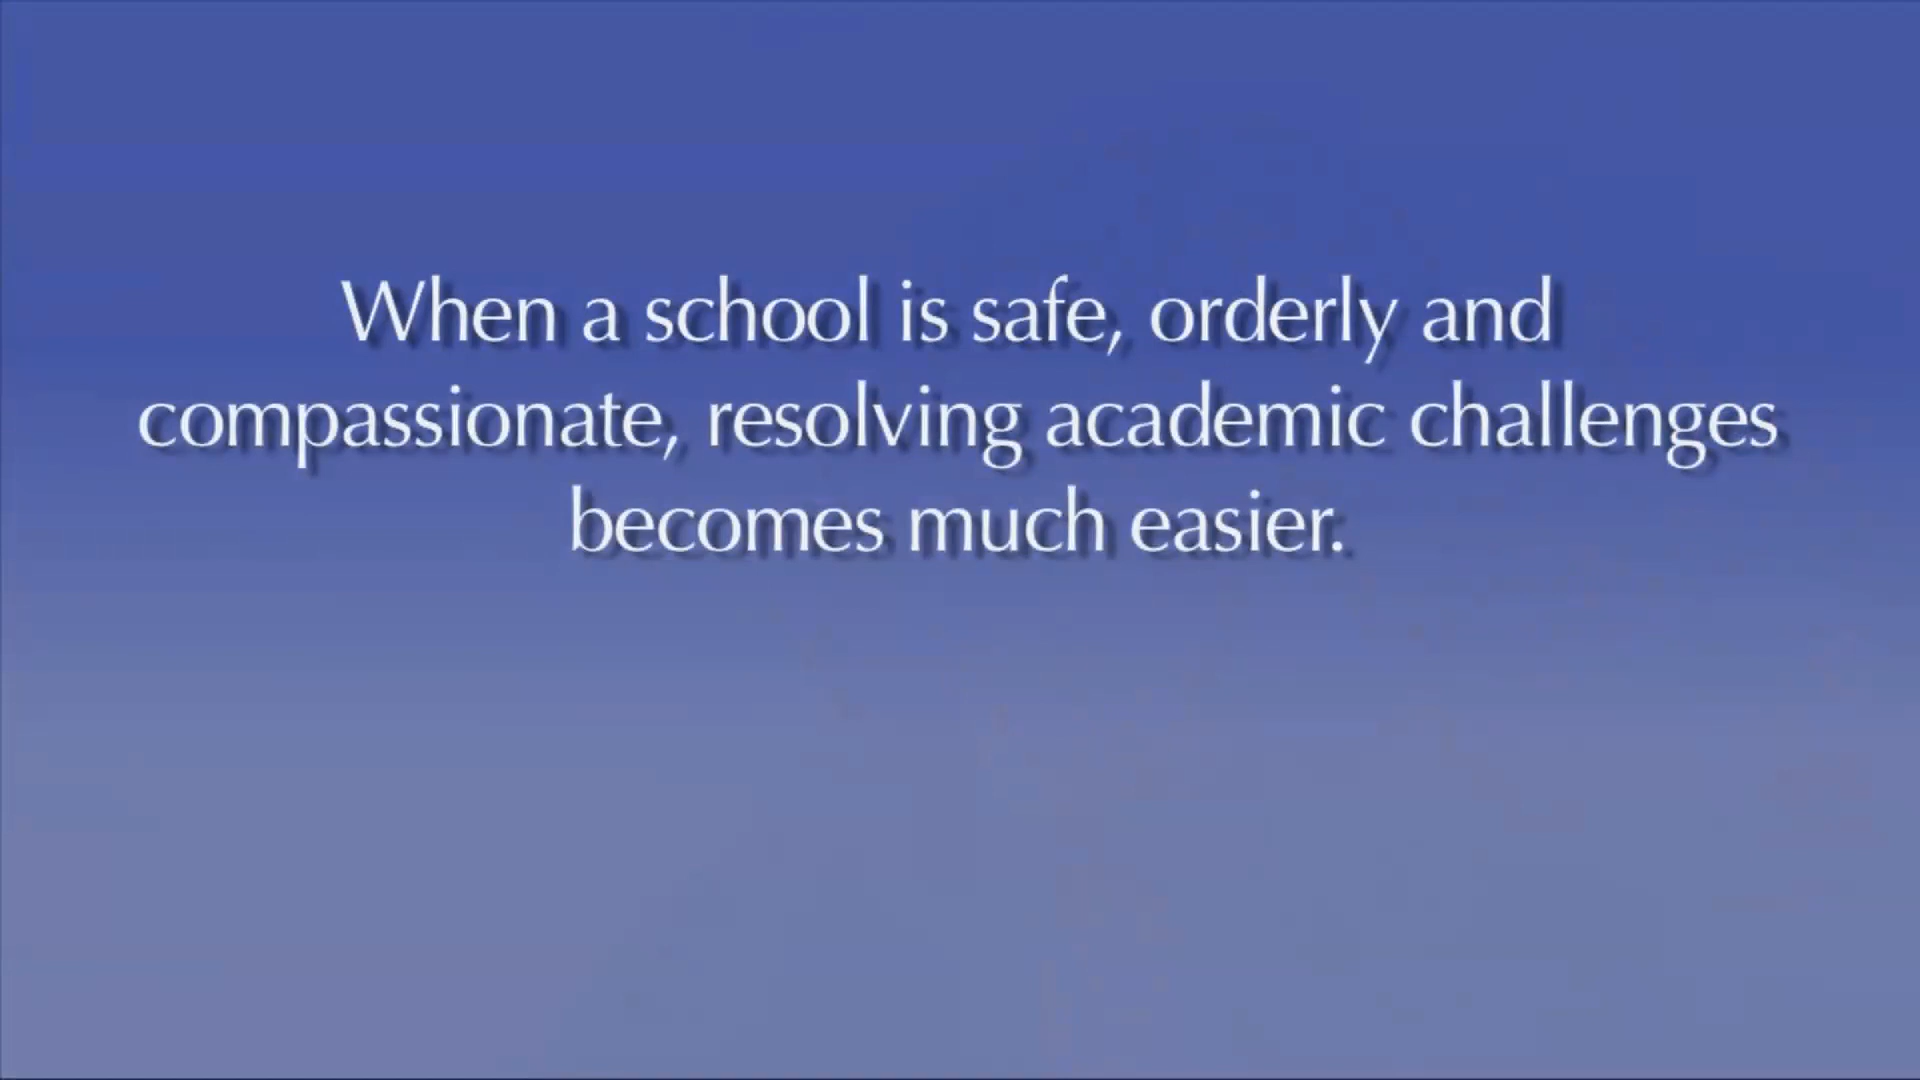 When a school is safe, orderly and
compassionate, resolving academic challenges
becomes much easier.